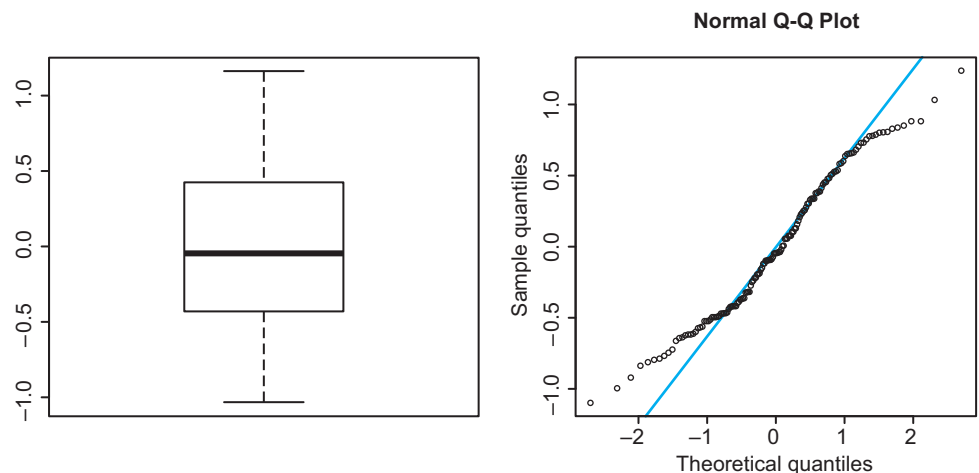 1.0
0.5
0.0
–0.5
–1.0
Normal Q-Q Plot
Sample quantiles
1.0
0.5
0.0
–0.5
–1.0
–2 –1 0 1 2
Theoretical quantiles